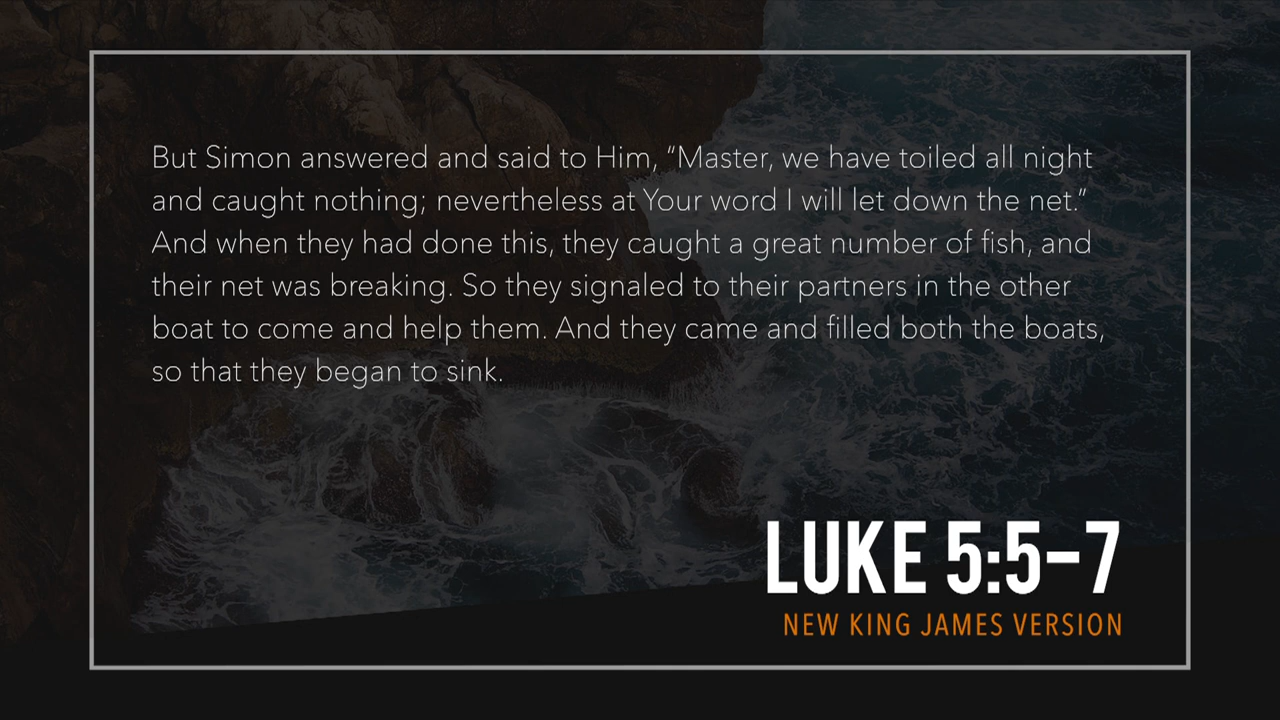 But Simon answered and said to Him, “Master, we have toiled all night
and caught nothing; nevertheless at Your word I will let down the net.”
And when they had done this, they caught a great number of fish, and
their net was breaking. So they signaled to their partners in the other
boat to come and help them. And they came and filled both the boats,
so that they began to sink.
LUKE 5:5–7
NEW KING JAMES VERSION